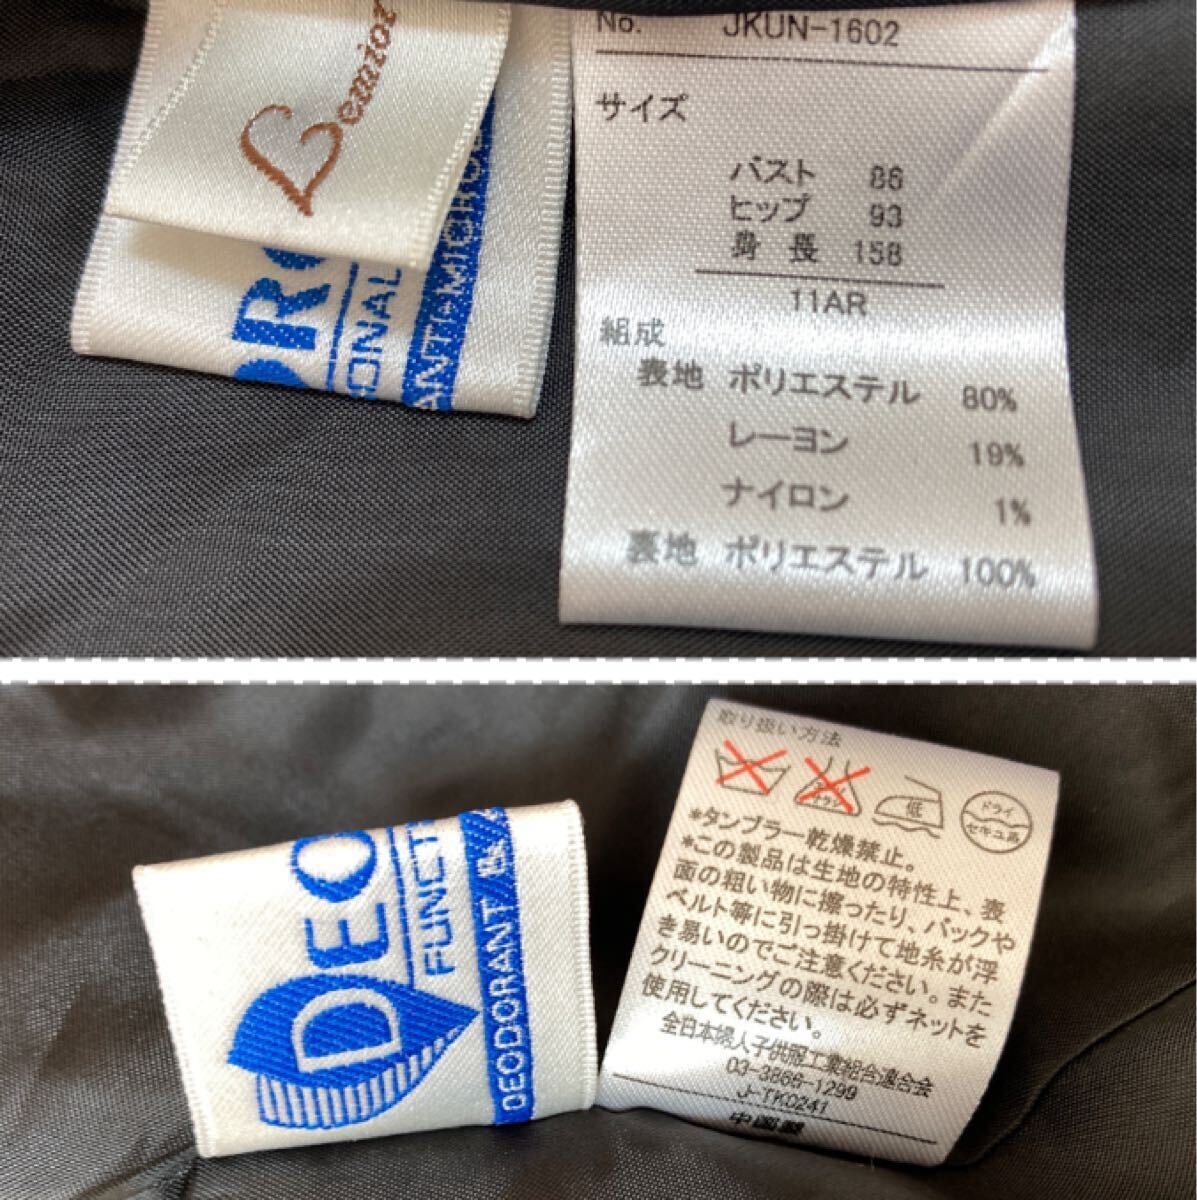 Lemior
DRO
IONAL
ANTI-MICRO
No. JKUN-1602
サイズ
バスト 86
ヒップ 93
身長 158
11AR
組成
表地 ポリエステル 80%
レーヨン 19%
ナイロン 1%
裏地 ポリエステル 100%
DEO
FUNCT
DEODORANT &
取り扱い方法
低
ドライ
セキユ系
*タンブラー乾燥禁止。
*この製品は生地の特性上、表
面の粗い物に擦ったり、バックや
ベルト等に引っ掛けて地糸が浮
き易いのでご注意ください。また
クリーニングの際は必ずネットを
使用してください。
全日本婦人子供服工業組合連合会
03-3866-1299
J-TK0241
中国製